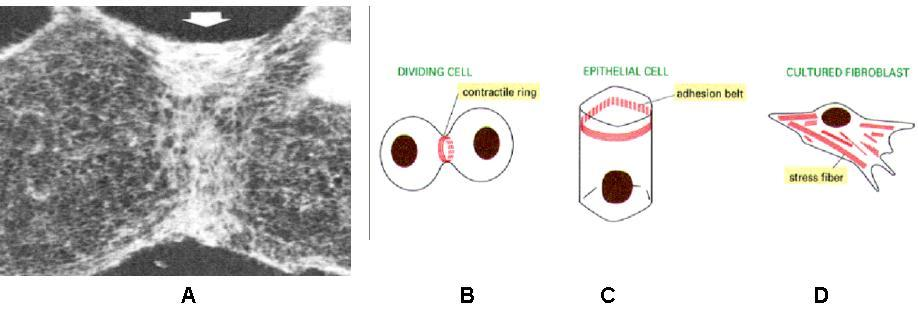 DIVIDING CELL
contractile ring
EPITHELIAL CELL
adhesion belt
CULTURED FIBROBLAST
stress fiber
A
B
C
D